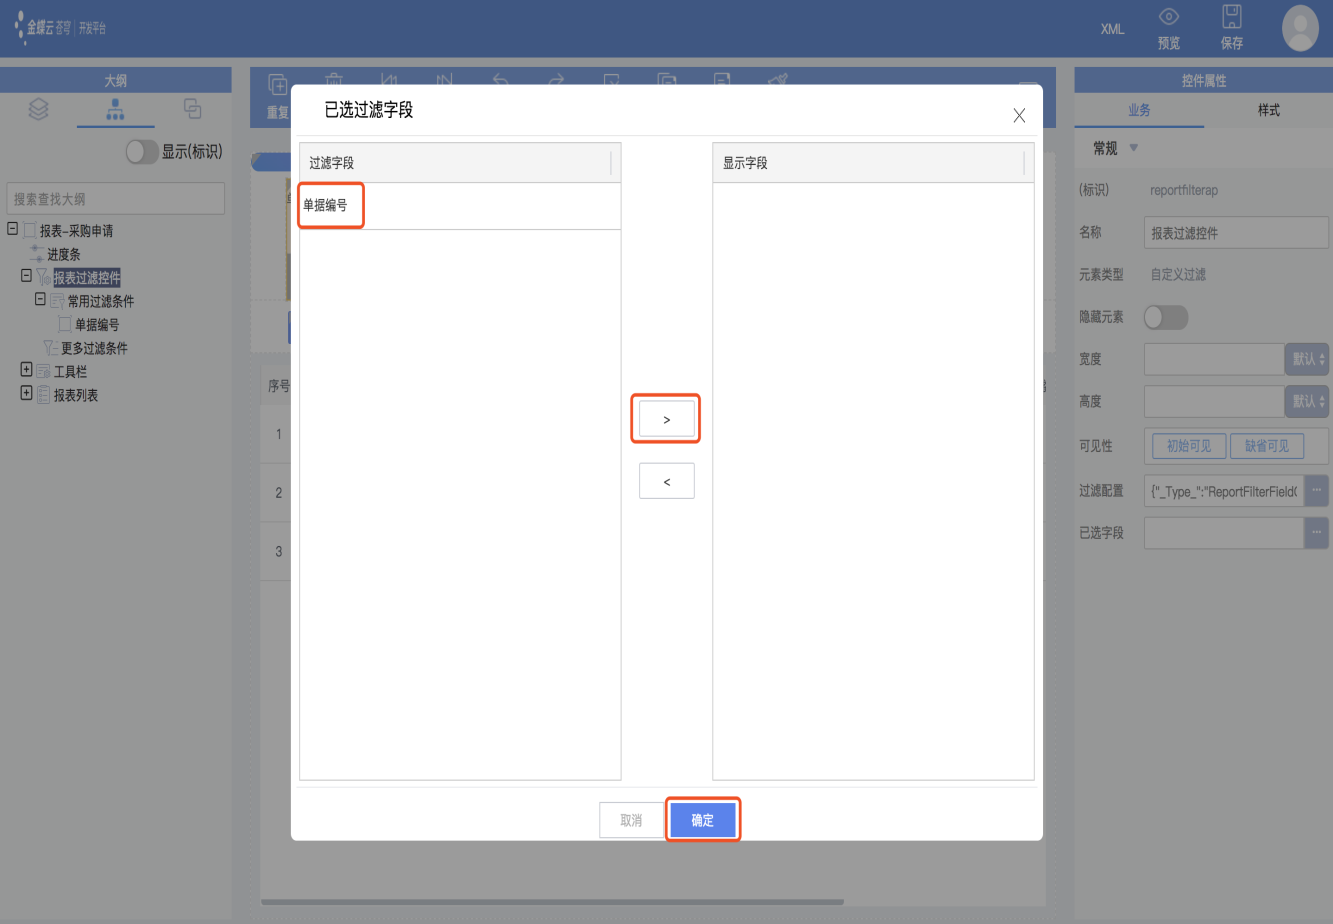 金蝶云 苍穹 | 开发平台
XML
预览
保存
大纲
显示(标识)
搜索查找大纲
报表-采购申请
进度条
报表过滤控件
常用过滤条件
单据编号
更多过滤条件
工具栏
报表列表
重复
序号
1
2
3
已选过滤字段
过滤字段
单据编号
>
<
显示字段
取消
确定
控件属性
业务
样式
常规
(标识)
reportfilterap
名称
报表过滤控件
元素类型
自定义过滤
隐藏元素
宽度
默认
高度
默认
可见性
初始可见
缺省可见
过滤配置
{"_Type_":"ReportFilterField(
...
已选字段
...